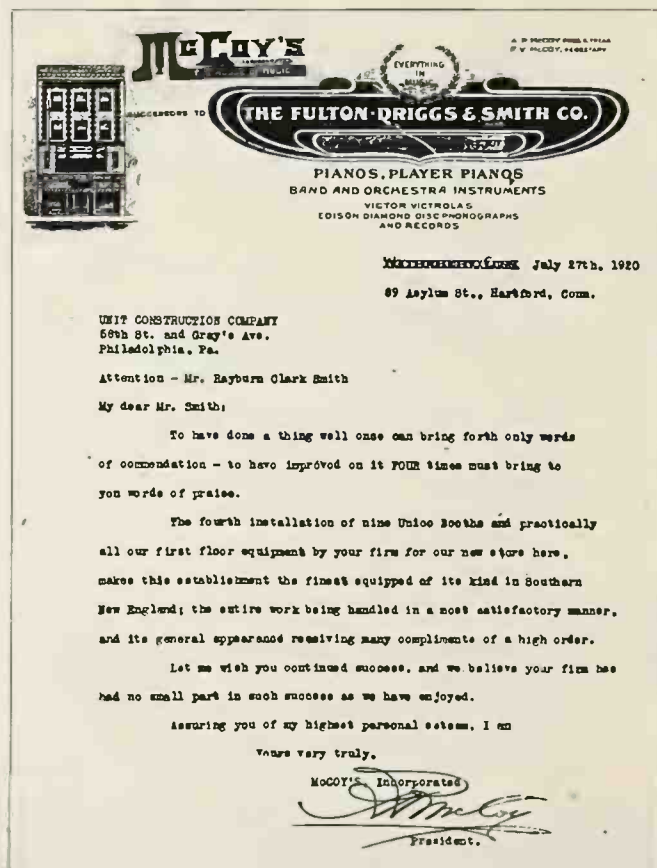 McCoy's
MUSIC
A P McCOY PRES & TREAS
P V McCOY, SECRETARY
EVERYTHING
IN
MUSIC
SUCCESSORS TO
THE FULTON-DRIGGS & SMITH CO.
PIANOS, PLAYER PIANOS
BAND AND ORCHESTRA INSTRUMENTS
VICTOR VICTROLAS
EDISON DIAMOND DISC PHONOGRAPHS
AND RECORDS
July 27th, 1920
89 Asylum St., Hartford, Conn.
UNIT CONSTRUCTION COMPANY
58th St. and Gray's Ave.
Philadelphia, Pa.
Attention - Mr. Rayburn Clark Smith
My dear Mr. Smith:
To have done a thing well once can bring forth only words
of commendation - to have improved on it FOUR times must bring to
you words of praise.
The fourth installation of nine Unico Booths and practically
all our first floor equipment by your firm for our new store here,
makes this establishment the finest equipped of its kind in Southern
New England; the entire work being handled in a most satisfactory manner,
and its general appearance receiving many compliments of a high order.
Let me wish you continued success, and we believe your firm has
had no small part in such success as we have enjoyed.
Assuring you of my highest personal esteem, I am
Yours very truly,
McCOY'S, Incorporated
McCoy
President.